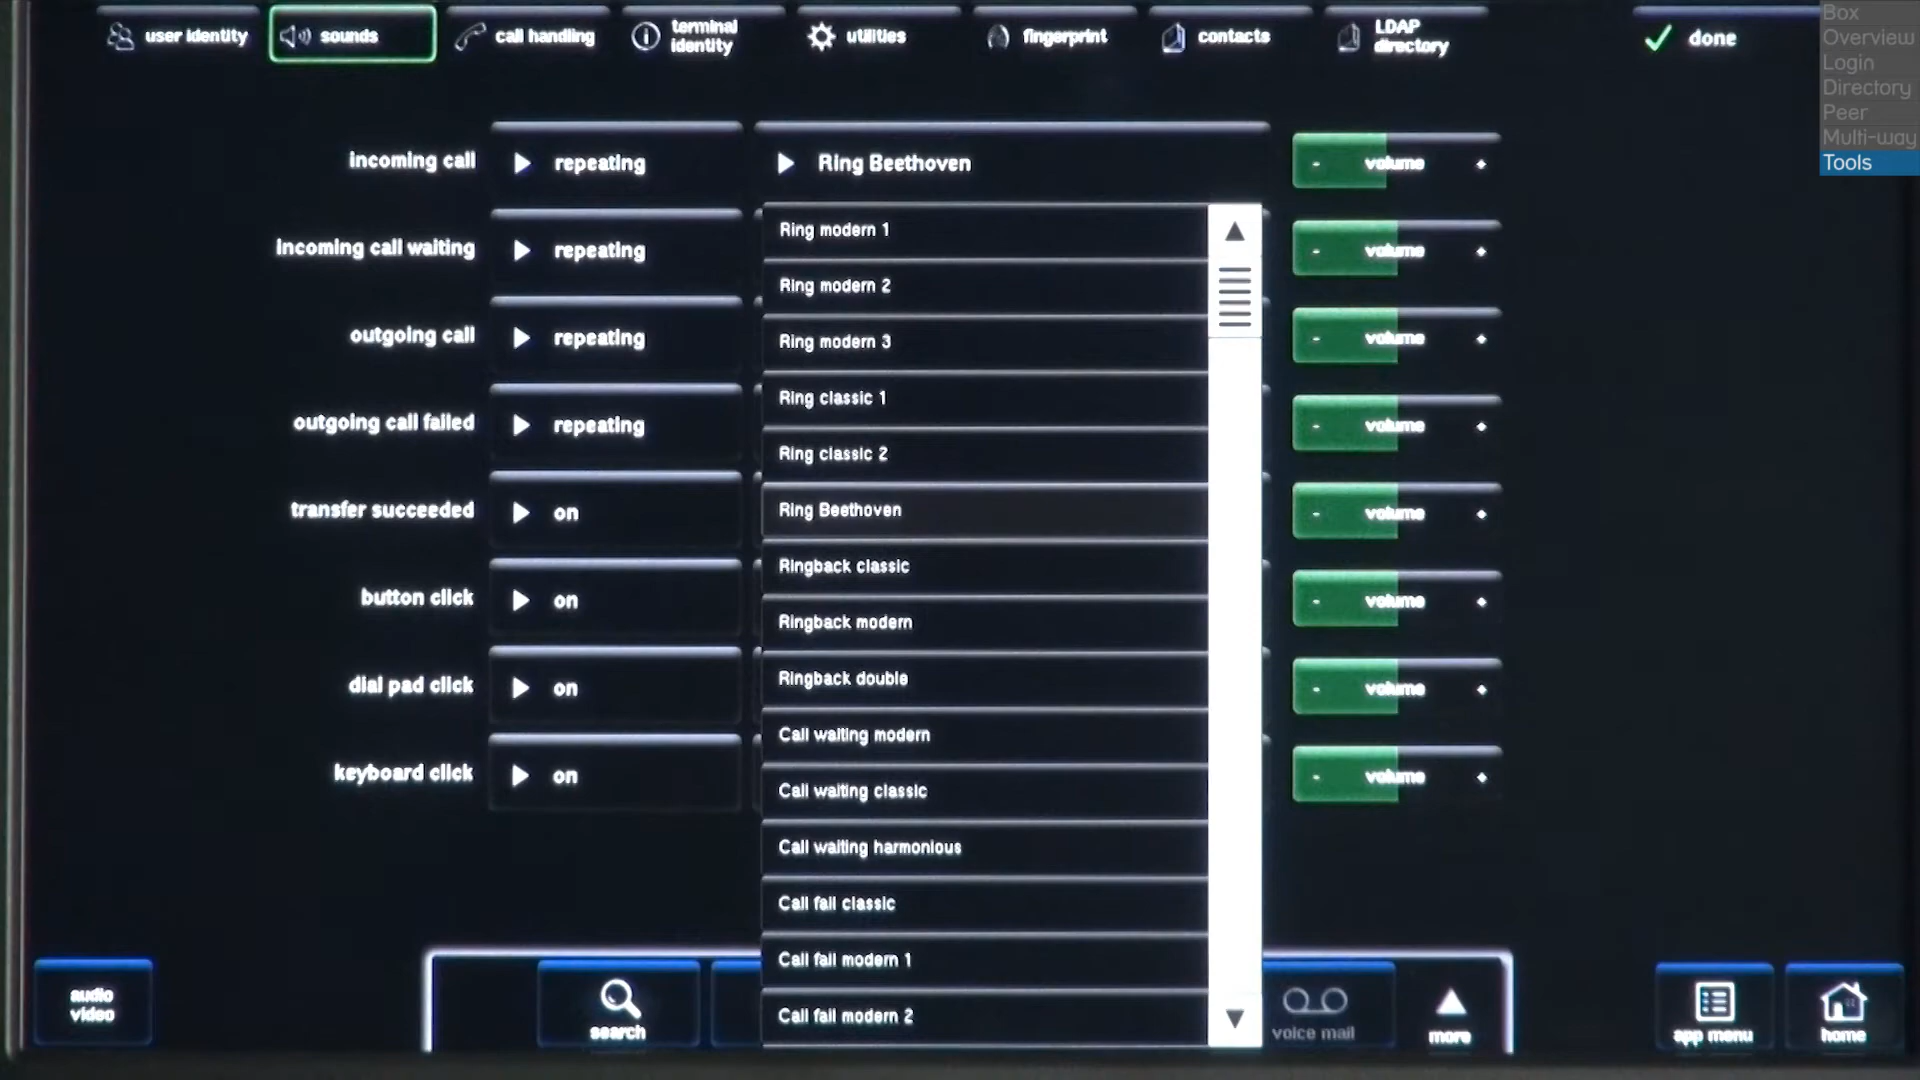 user identity
sounds
call handling
terminal
identity
utilities
fingerprint
contacts
LDAP
directory
done
Box
Overview
Login
Directory
Peer
Multi-way
Tools
incoming call
repeating
Ring Beethoven
- volume +
incoming call waiting
repeating
- volume +
outgoing call
repeating
- volume +
outgoing call failed
repeating
- volume +
transfer succeeded
on
- volume +
button click
on
- volume +
dial pad click
on
- volume +
keyboard click
on
- volume +
Ring modern 1
Ring modern 2
Ring modern 3
Ring classic 1
Ring classic 2
Ring Beethoven
Ringback classic
Ringback modern
Ringback double
Call waiting modern
Call waiting classic
Call waiting harmonious
Call fail classic
Call fail modern 1
Call fail modern 2
audio
video
search
voice mail
more
app menu
home